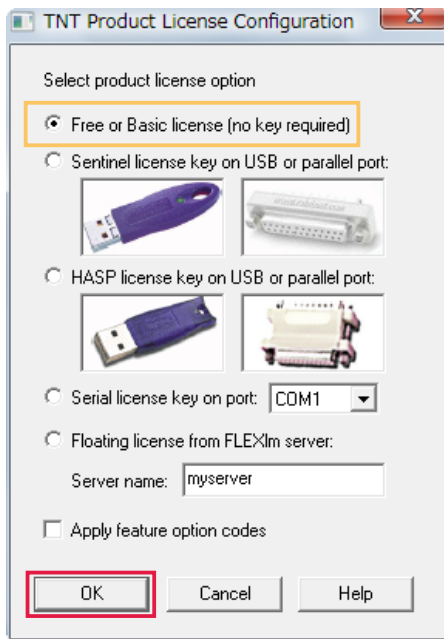 TNT Product License Configuration
Select product license option
Free or Basic license (no key required)
Sentinel license key on USB or parallel port:
HASP license key on USB or parallel port:
Serial license key on port: COM1
Floating license from FLEXlm server:
Server name: myserver
Apply feature option codes
OK Cancel Help